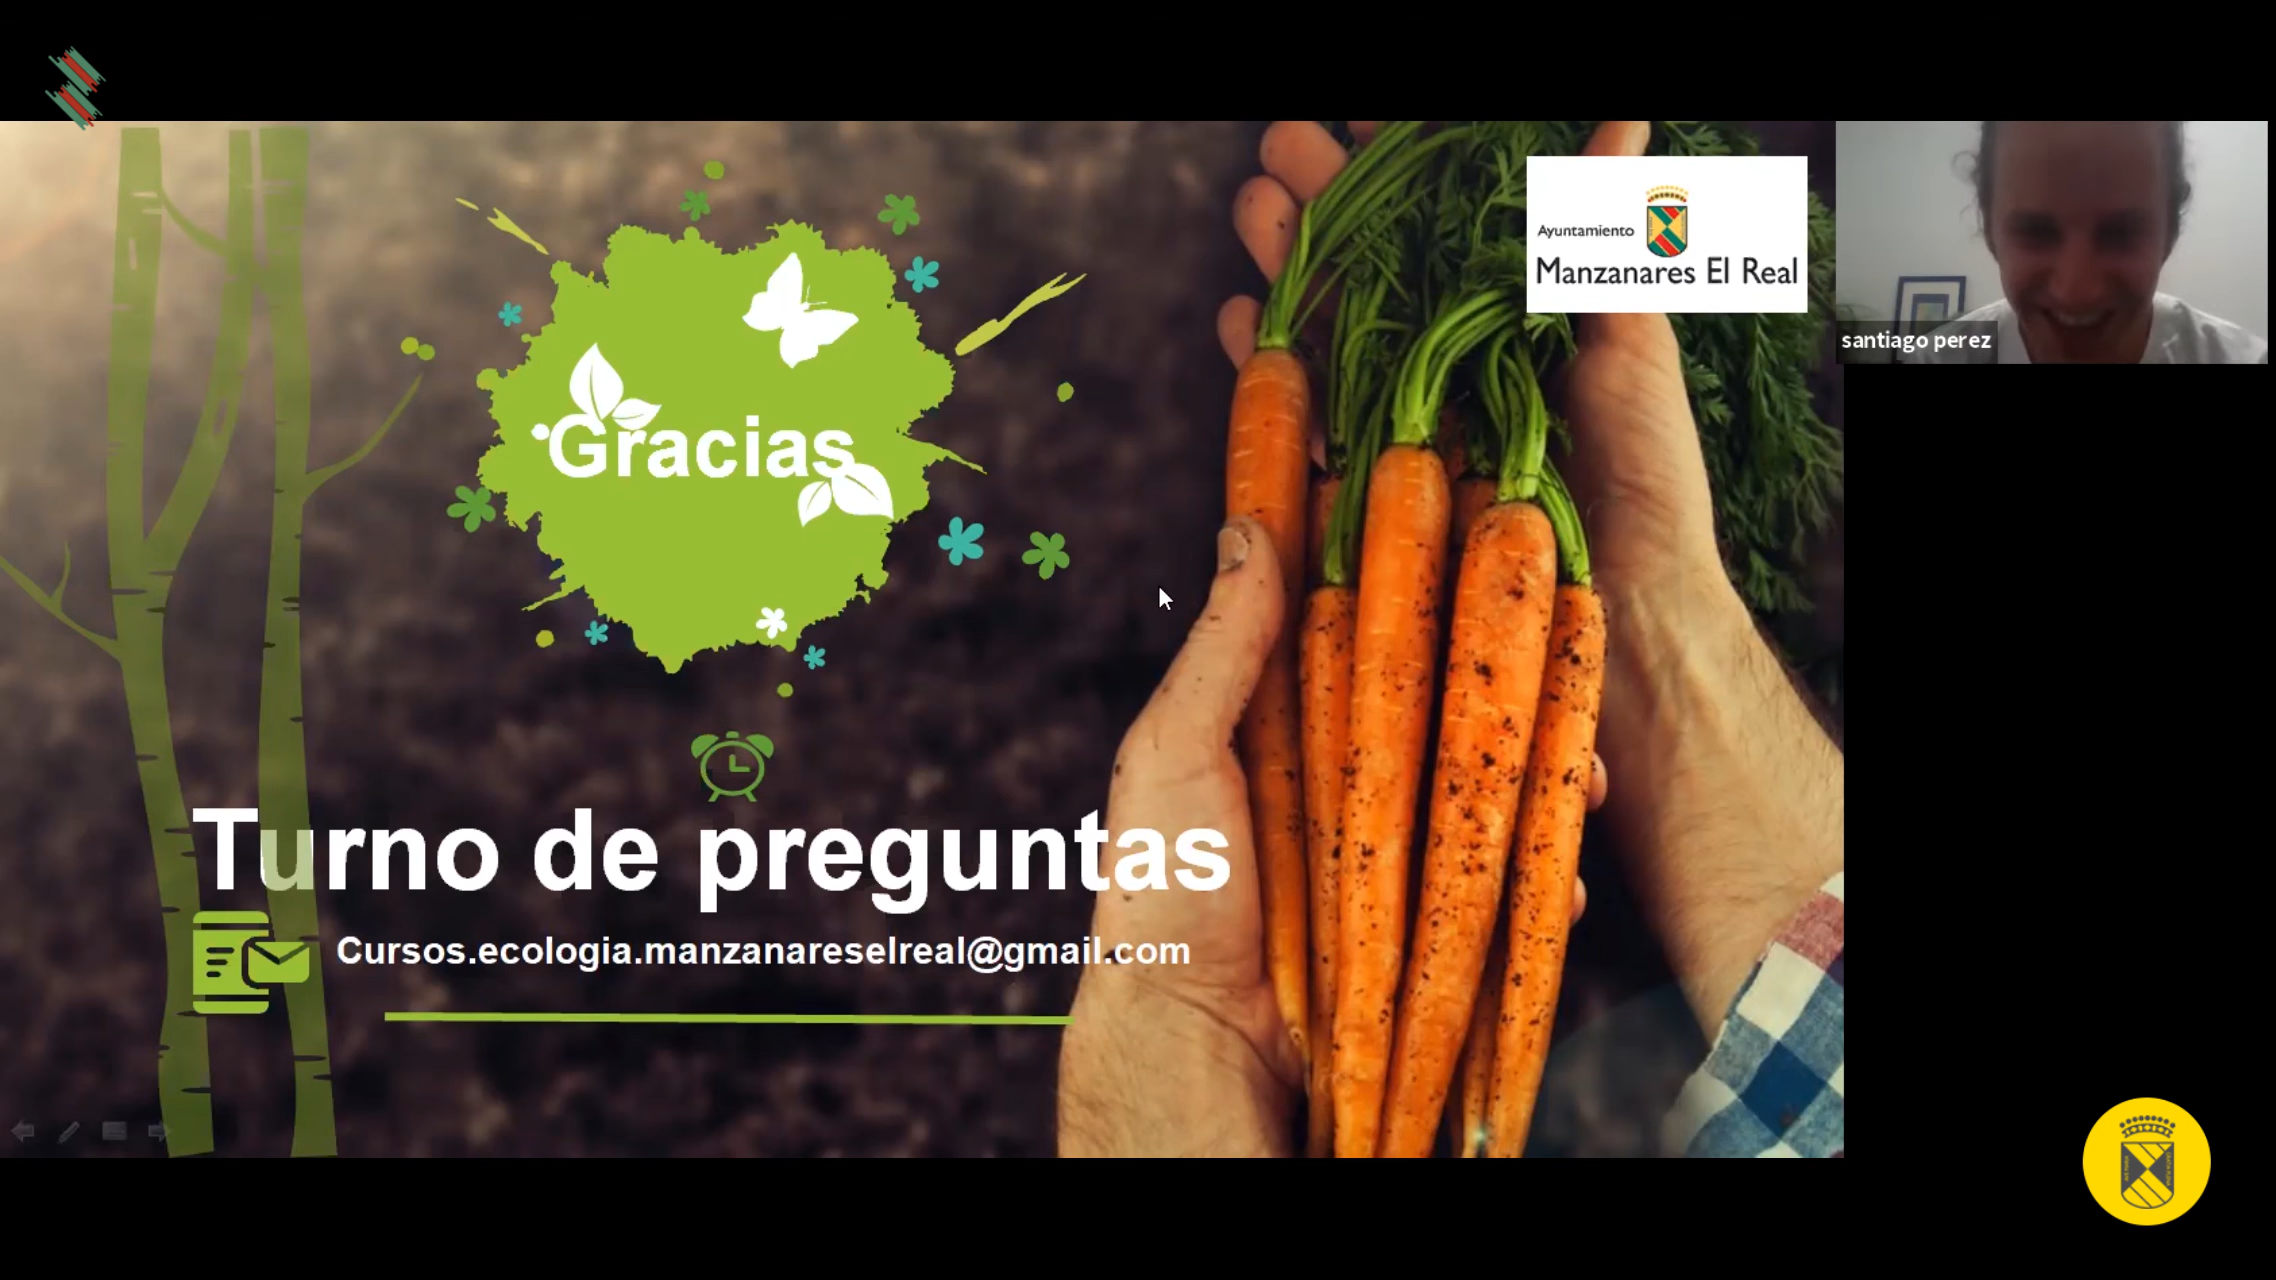 Ayuntamiento
Manzanares El Real
santiago perez
Gracias
Turno de preguntas
Cursos.ecologia.manzanareselreal@gmail.com